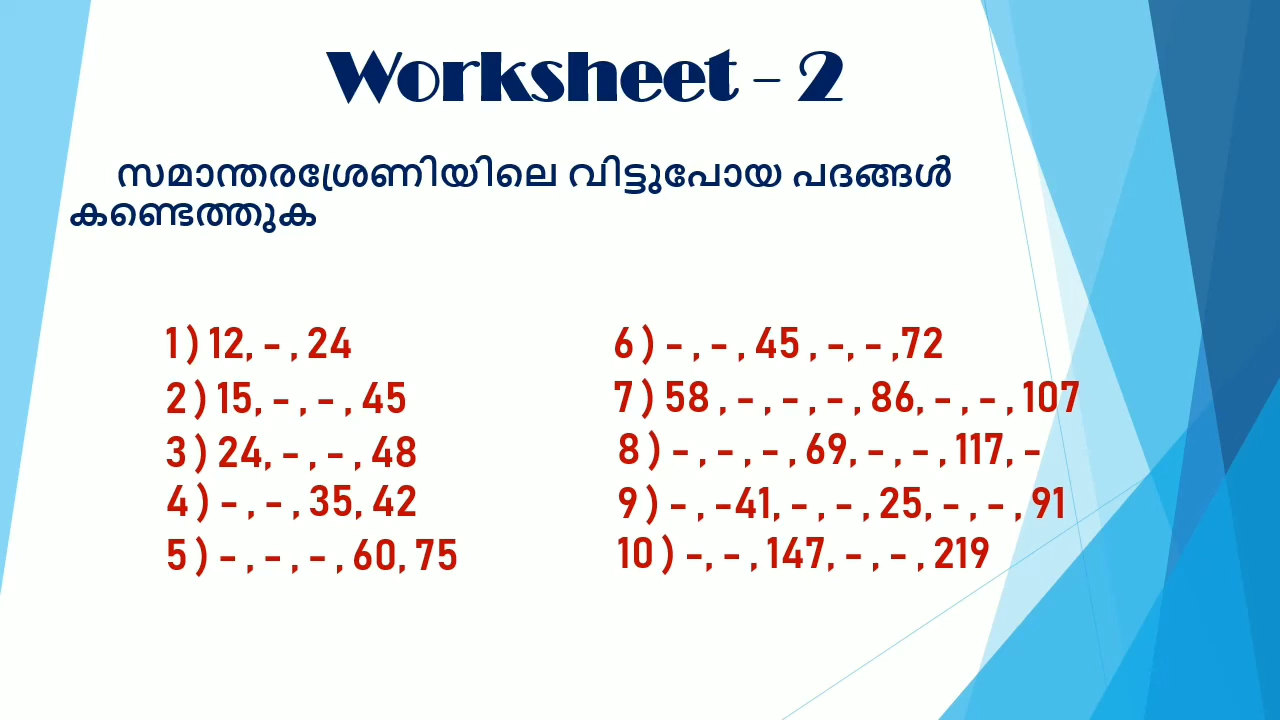 Worksheet – 2
സമാന്തരശ്രേണിയിലെ വിട്ടുപോയ പദങ്ങൾ
കണ്ടെത്തുക
1 ) 12, – , 24
2 ) 15, – , – , 45
3 ) 24, – , – , 48
4 ) – , – , 35, 42
5 ) – , – , – , 60, 75
6 ) – , – , 45 , –, – ,72
7 ) 58 , – , – , – , 86, – , – , 107
8 ) – , – , – , 69, – , – , 117, –
9 ) – , –41, – , – , 25, – , – , 91
10 ) –, – , 147, – , – , 219